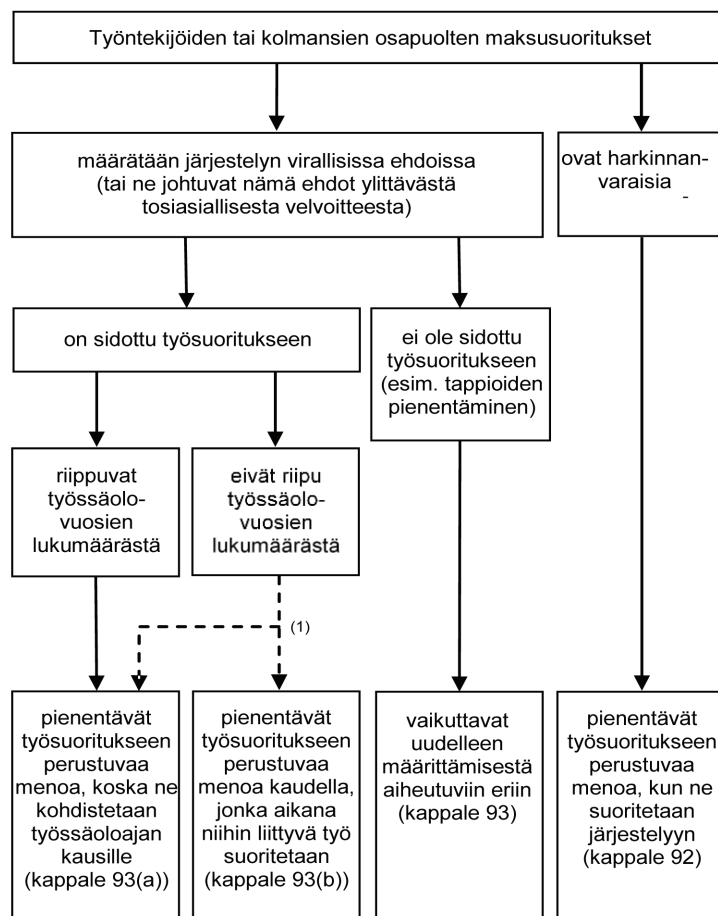 Työntekijöiden tai kolmansien osapuolten maksusuoritukset
määrätään järjestelyn virallisissa ehdoissa
(tai ne johtuvat nämä ehdot ylittävästä
tosiasiallisesta velvoitteesta)
ovat harkinnan-
varaisia
-
on sidottu työsuoritukseen
ei ole sidottu
työsuoritukseen
(esim. tappioiden
pienentäminen)
riippuvat
työssäolo-
vuosien
lukumäärästä
eivät riipu
työssäolo-
vuosien
lukumäärästä
(1)
pienentävät
työsuoritukseen
perustuvaa
menoa, koska ne
kohdistetaan
työssäoloajan
kausille
(kappale 93(a))
pienentävät
työsuoritukseen
perustuvaa
menoa kaudella,
jonka aikana
niihin liittyvä työ
suoritetaan
(kappale 93(b))
vaikuttavat
uudelleen
määrittämisestä
aiheutuviin eriin
(kappale 93)
pienentävät
työsuoritukseen
perustuvaa
menoa, kun ne
suoritetaan
järjestelyyn
(kappale 92)